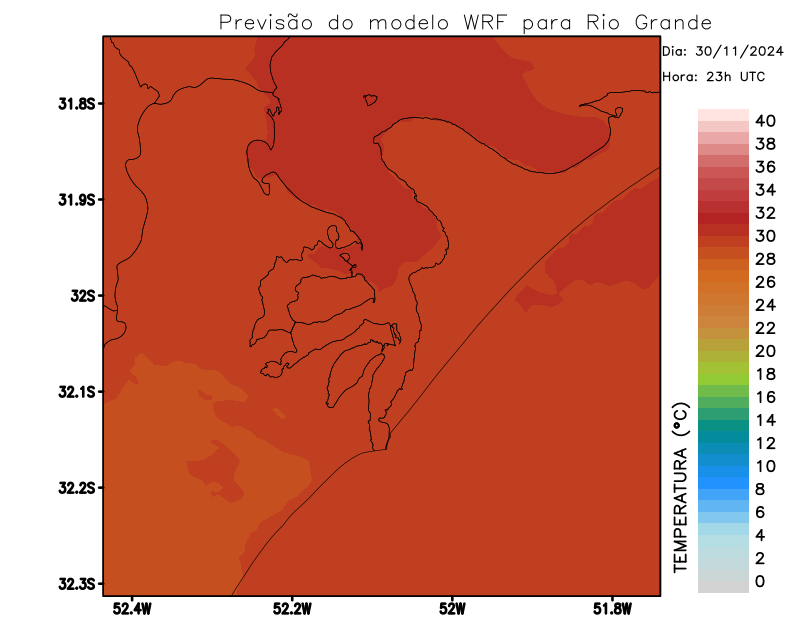 Previsão do modelo WRF para Rio Grande
Dia: 30/11/2024
Hora: 23h UTC
31.8S
31.9S
32S
32.1S
32.2S
32.3S
52.4W
52.2W
52W
51.8W
TEMPERATURA (°C)
40
38
36
34
32
30
28
26
24
22
20
18
16
14
12
10
8
6
4
2
0